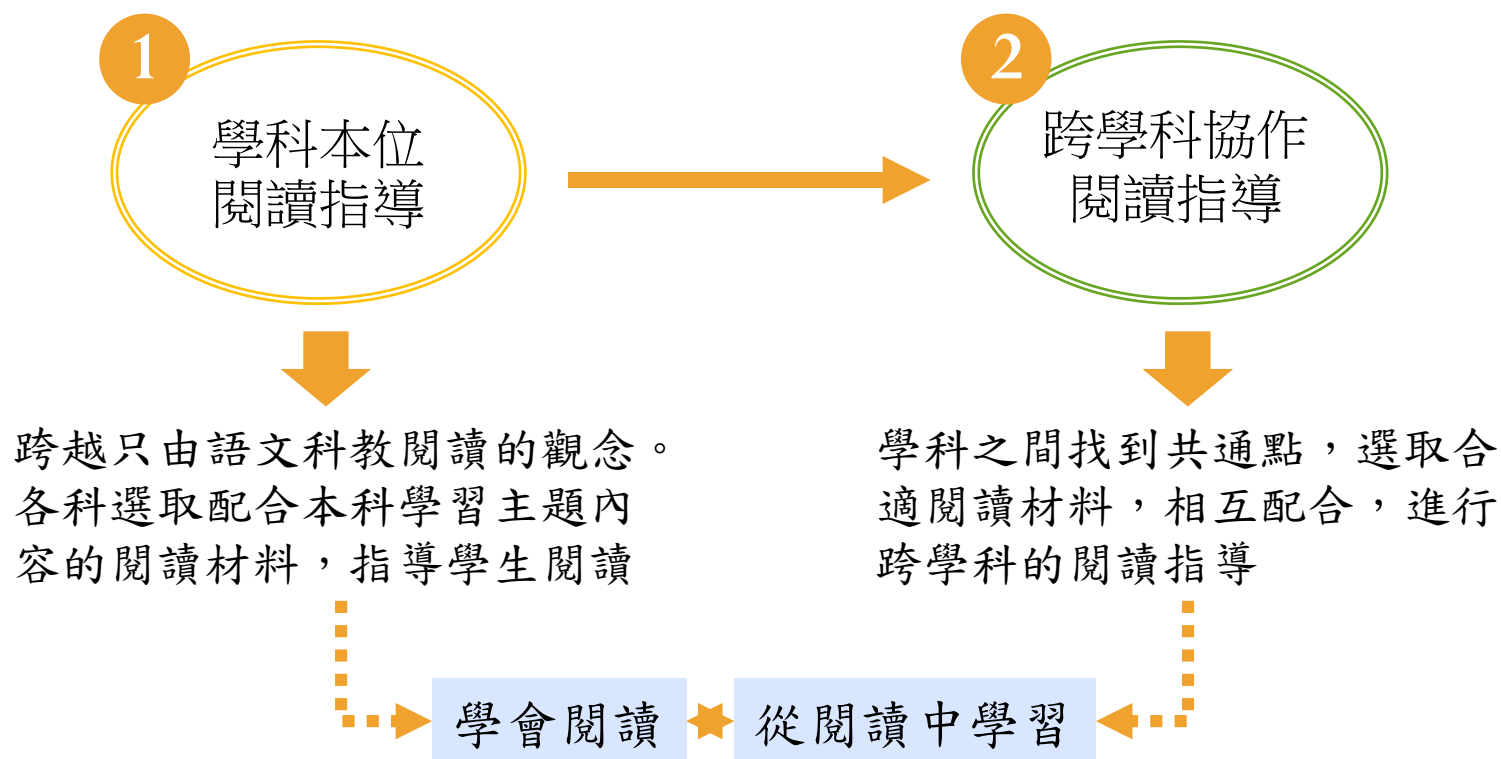 1
學科本位
閱讀指導
2
跨學科協作
閱讀指導
跨越只由語文科教閱讀的觀念。
各科選取配合本科學習主題內
容的閱讀材料，指導學生閱讀
學科之間找到共通點，選取合
適閱讀材料，相互配合，進行
跨學科的閱讀指導
學會閱讀
從閱讀中學習